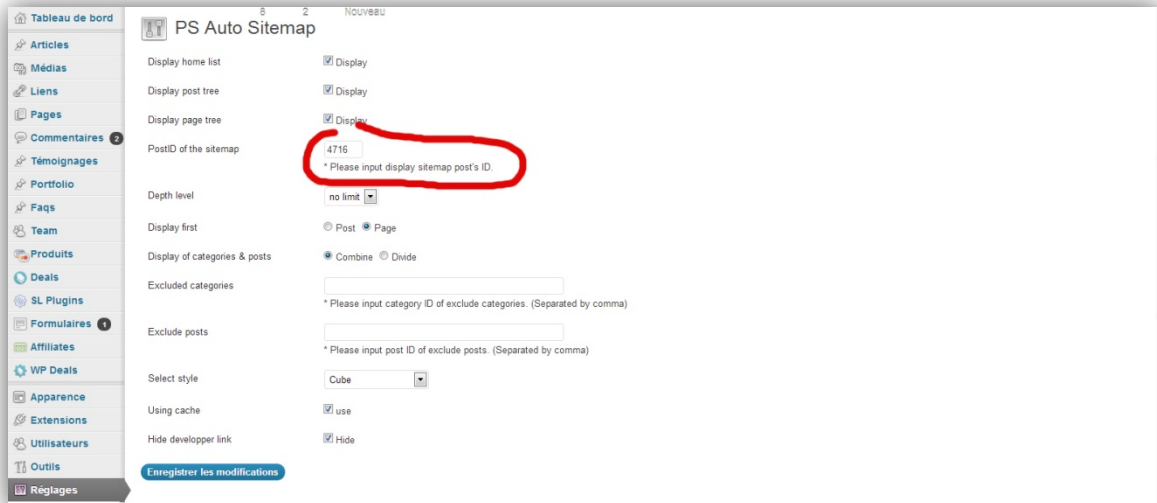 8 2 Nouveau
Tableau de bord
Articles
Médias
Liens
Pages
Commentaires 2
Témoignages
Portfolio
Faqs
Team
Produits
Deals
SL Plugins
Formulaires 1
Affiliates
WP Deals
Apparence
Extensions
Utilisateurs
Outils
Réglages
PS Auto Sitemap
Display home list Display
Display post tree Display
Display page tree Display
PostID of the sitemap 4716
* Please input display sitemap post's ID.
Depth level no limit
Display first Post Page
Display of categories & posts Combine Divide
Excluded categories
* Please input category ID of exclude categories. (Separated by comma)
Exclude posts
* Please input post ID of exclude posts. (Separated by comma)
Select style Cube
Using cache use
Hide developper link Hide
Enregistrer les modifications